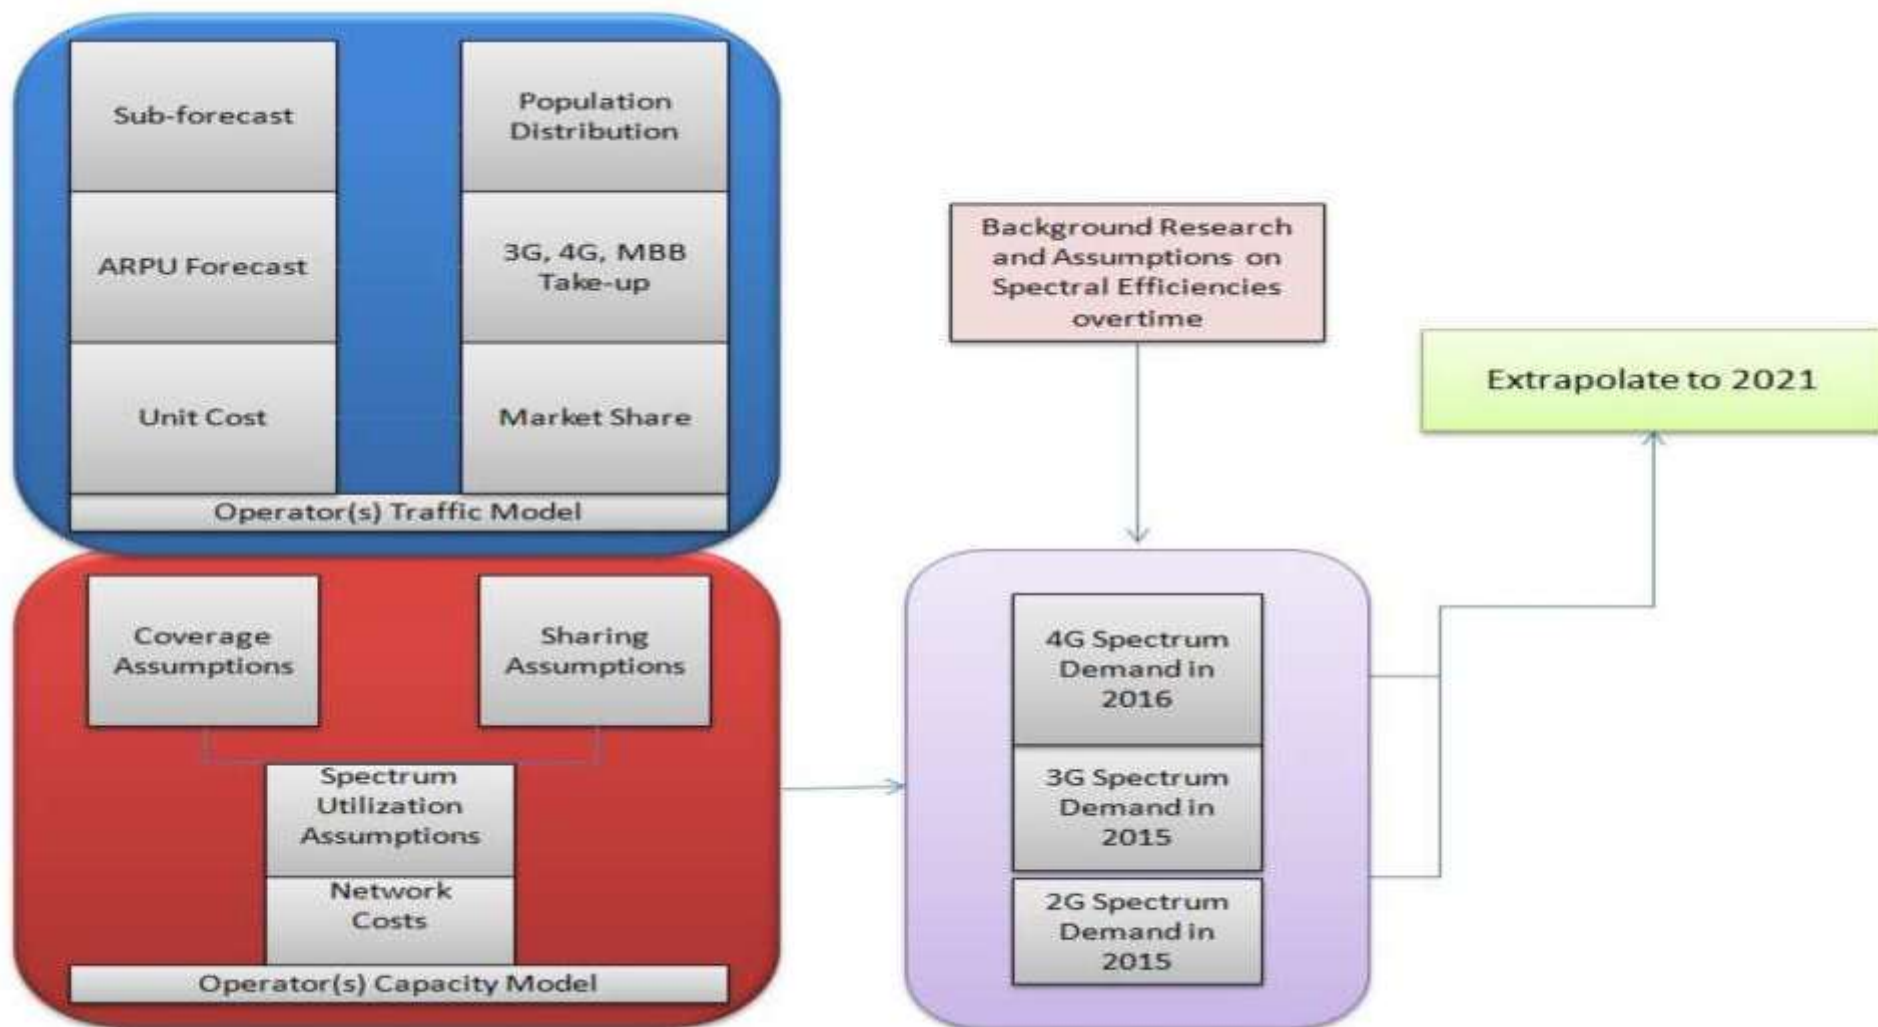 Sub-forecast
Population
Distribution
ARPU Forecast
3G, 4G, MBB
Take-up
Unit Cost
Market Share
Operator(s) Traffic Model
Coverage
Assumptions
Sharing
Assumptions
Spectrum
Utilization
Assumptions
Network
Costs
Operator(s) Capacity Model
Background Research
and Assumptions on
Spectral Efficiencies
overtime
4G Spectrum
Demand in
2016
3G Spectrum
Demand in
2015
2G Spectrum
Demand in
2015
Extrapolate to 2021